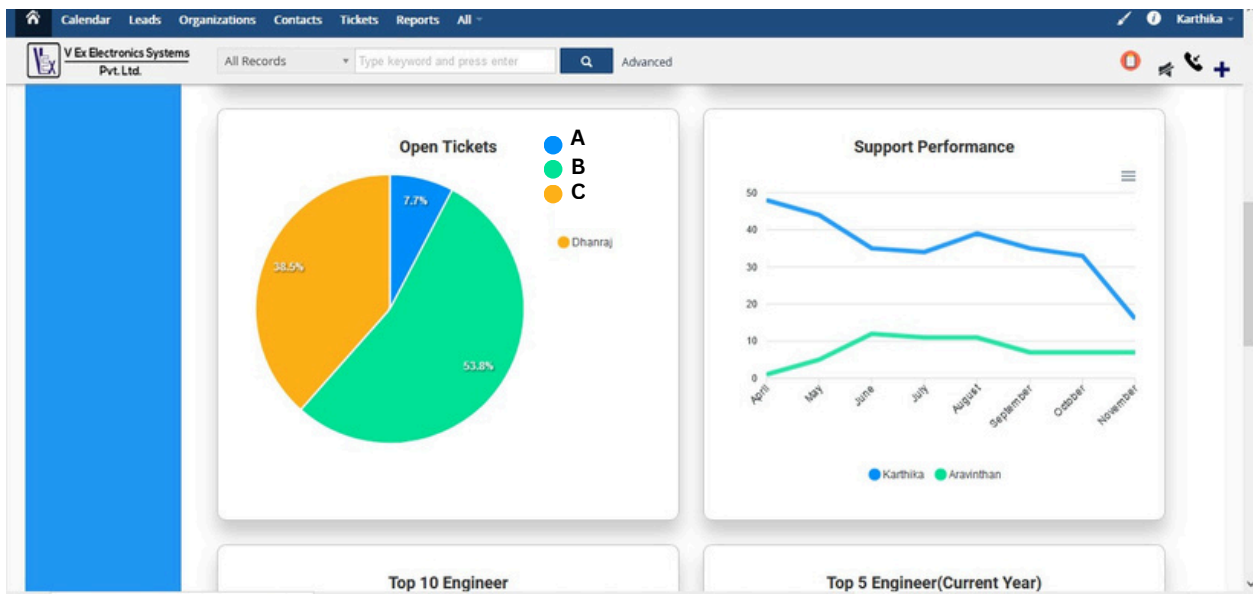 Calendar Leads Organizations Contacts Tickets Reports All Karthika
V Ex Electronics Systems
Pvt.Ltd.
All Records Type keyword and press enter Advanced
Open Tickets
A
B
C
Dhanraj
7.7%
38.5%
53.8%
Support Performance
50
40
30
20
10
0
April May June July August September October November
Karthika Aravinthan
Top 10 Engineer
Top 5 Engineer(Current Year)